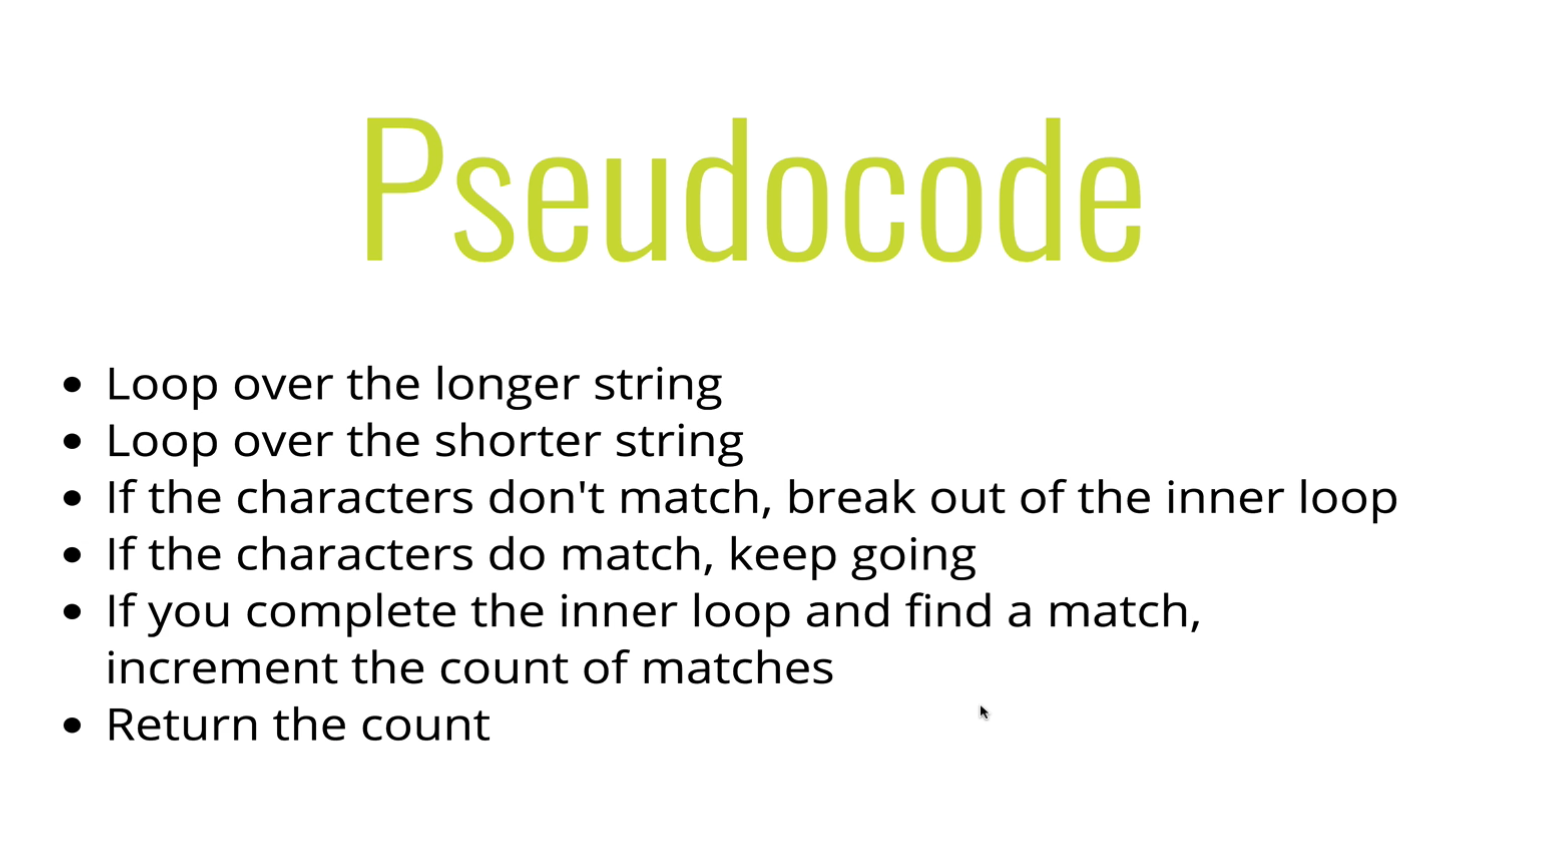 Pseudocode
• Loop over the longer string
• Loop over the shorter string
• If the characters don't match, break out of the inner loop
• If the characters do match, keep going
• If you complete the inner loop and find a match,
increment the count of matches
• Return the count